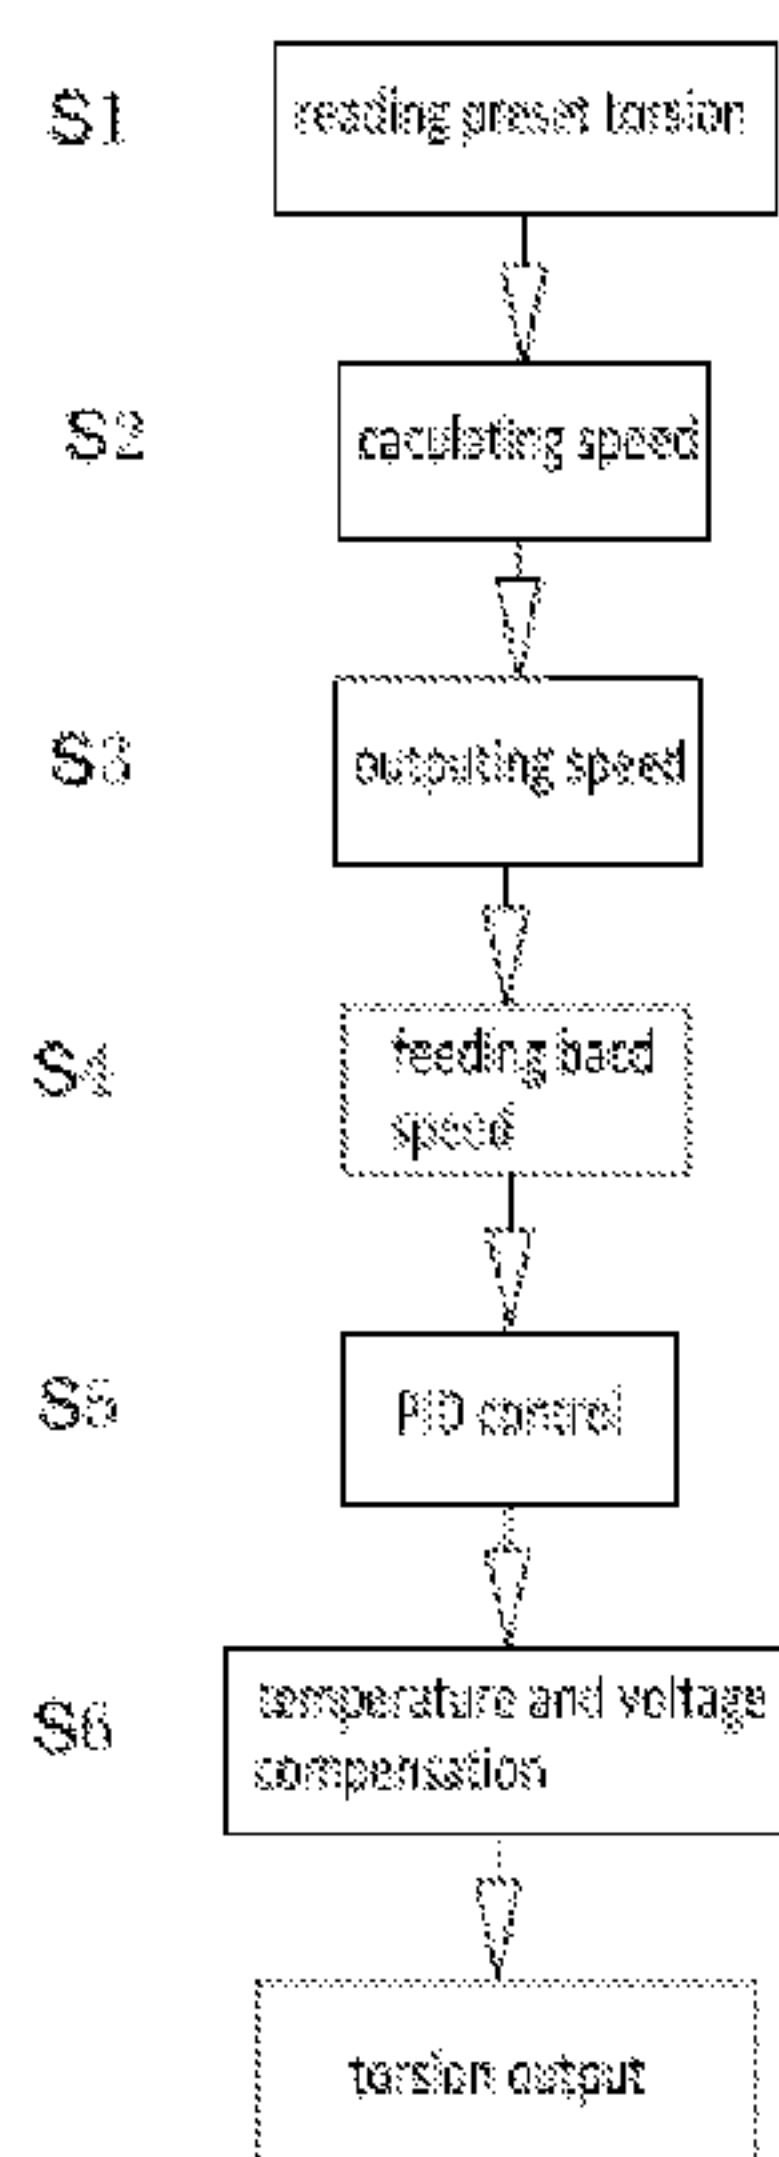 S1
reading preset torsion
S2
caculating speed
S3
outputing speed
S4
feeding bacd
speed
S5
PID control
S6
temperature and voltage
compensation
torsion output